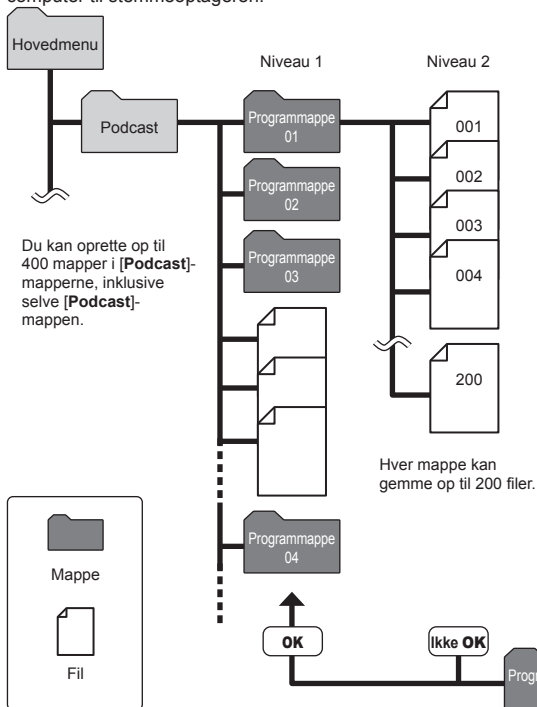 computer til stemmeoptageren.
Hovedmenu
Niveau 1
Niveau 2
Podcast
Programmappe
01
Programmappe
02
Programmappe
03
001
002
003
004
200
Du kan oprette op til
400 mapper i [Podcast]-
mapperne, inklusive
selve [Podcast]-
mappen.
Hver mappe kan
gemme op til 200 filer.
Programmappe
04
Mappe
Fil
OK
Ikke OK
Prog